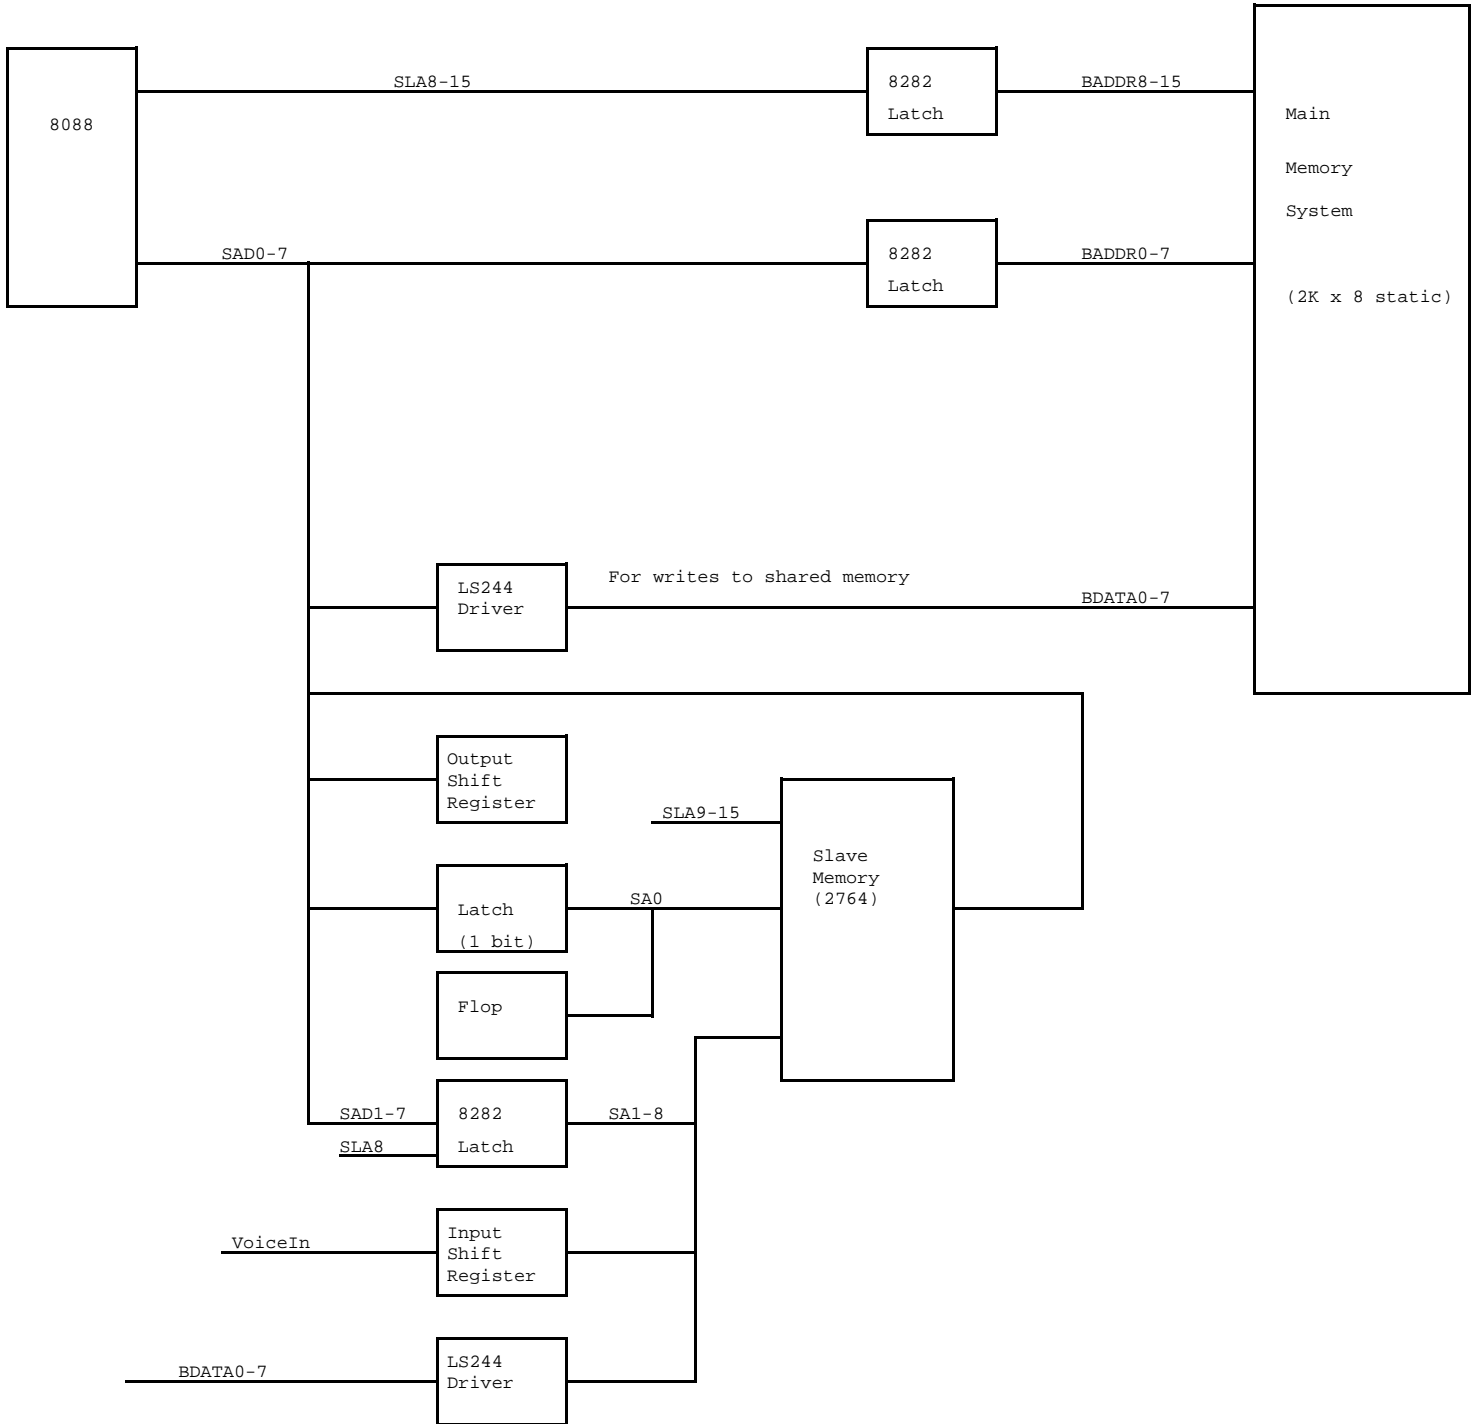 SLA8-15
8282
Latch
BADDR8-15
8088
Main
Memory
System
SAD0-7
8282
Latch
BADDR0-7
(2K x 8 static)
LS244
Driver
For writes to shared memory
BDATA0-7
Output
Shift
Register
SLA9-15
Slave
Memory
(2764)
Latch
(1 bit)
SA0
Flop
SAD1-7
SLA8
8282
Latch
SA1-8
VoiceIn
Input
Shift
Register
BDATA0-7
LS244
Driver